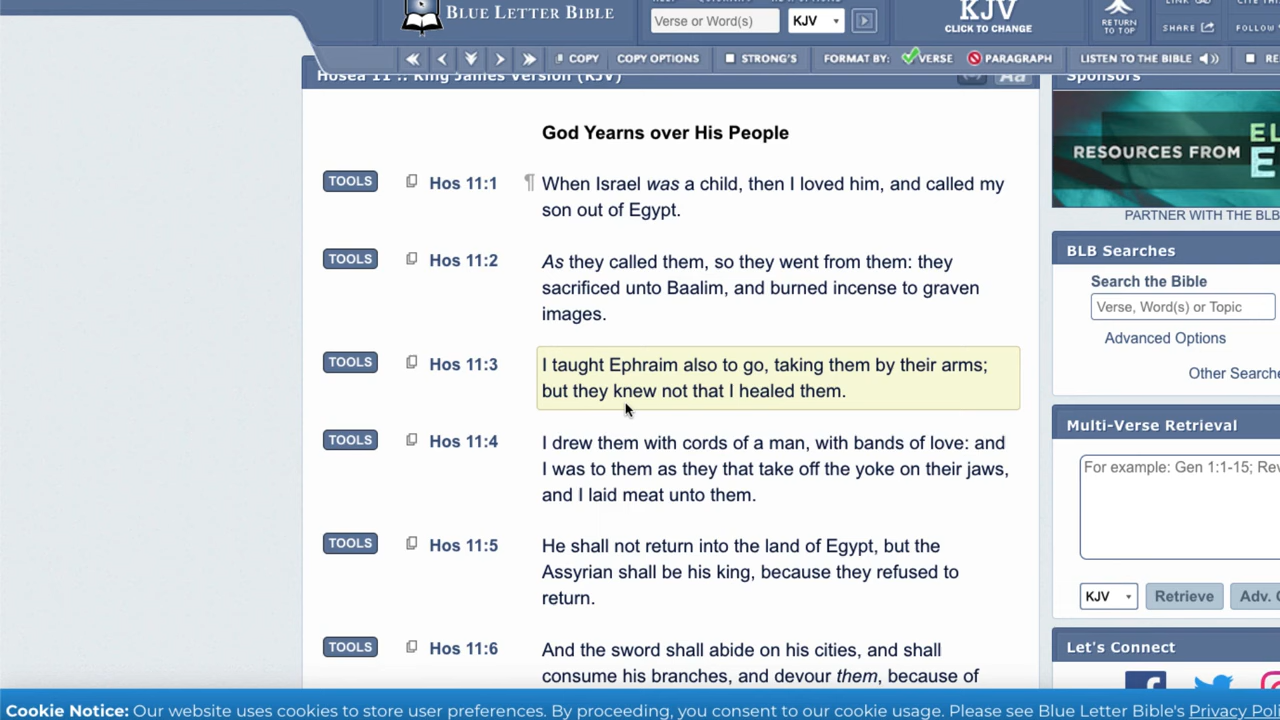 BLUE LETTER BIBLE
Verse or Word(s)
KJV
KJV
CLICK TO CHANGE
RETURN
TO TOP
SHARE
FOLLOW
COPY
COPY OPTIONS
STRONG'S
FORMAT BY:
VERSE
PARAGRAPH
LISTEN TO THE BIBLE
RE
Hosea 11 :: King James Version (KJV)
Aa
Sponsors
God Yearns over His People
TOOLS
Hos 11:1
¶ When Israel was a child, then I loved him, and called my
son out of Egypt.
TOOLS
Hos 11:2
As they called them, so they went from them: they
sacrificed unto Baalim, and burned incense to graven
images.
TOOLS
Hos 11:3
I taught Ephraim also to go, taking them by their arms;
but they knew not that I healed them.
TOOLS
Hos 11:4
I drew them with cords of a man, with bands of love: and
I was to them as they that take off the yoke on their jaws,
and I laid meat unto them.
TOOLS
Hos 11:5
He shall not return into the land of Egypt, but the
Assyrian shall be his king, because they refused to
return.
TOOLS
Hos 11:6
And the sword shall abide on his cities, and shall
consume his branches, and devour them, because of
RESOURCES FROM
EL
E
PARTNER WITH THE BLB
BLB Searches
Search the Bible
Verse, Word(s) or Topic
Advanced Options
Other Searche
Multi-Verse Retrieval
For example: Gen 1:1-15; Rev
KJV
Retrieve
Adv.
Let's Connect
Cookie Notice: Our website uses cookies to store user preferences. By proceeding, you consent to our cookie usage. Please see Blue Letter Bible's Privacy Poli